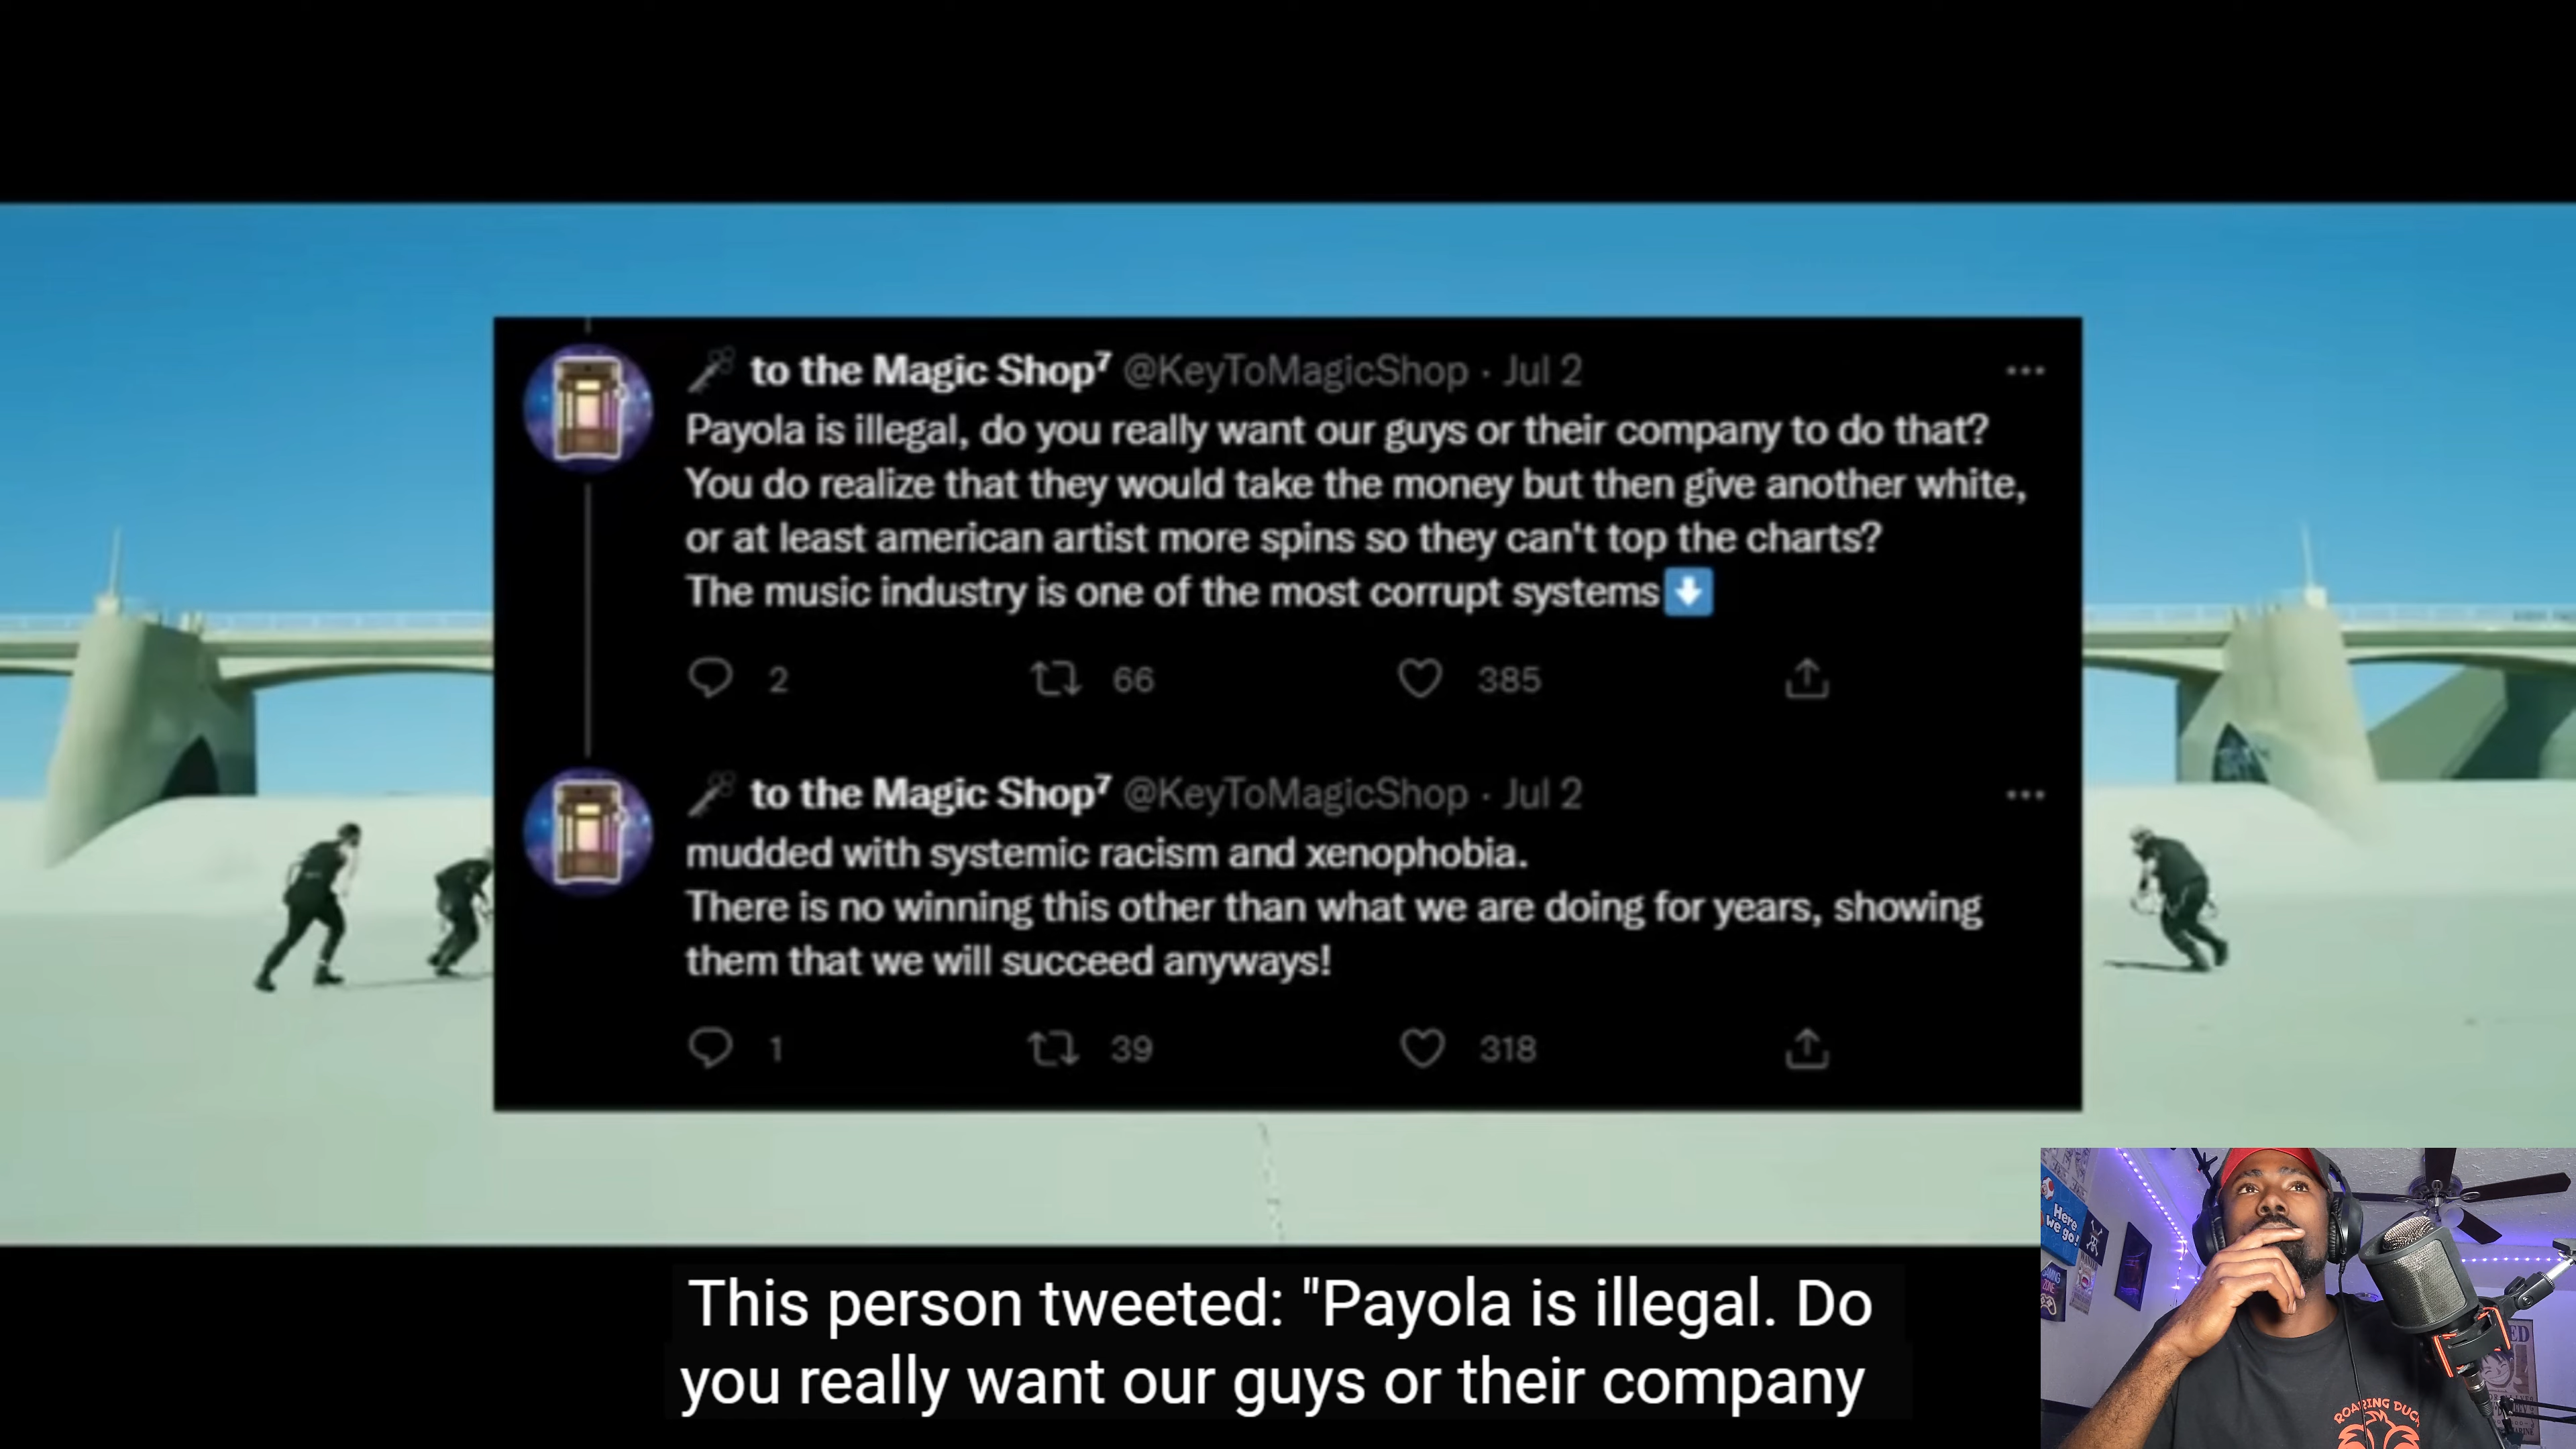 to the Magic Shop⁷ @KeyToMagicShop · Jul 2
Payola is illegal, do you really want our guys or their company to do that?
You do realize that they would take the money but then give another white,
or at least american artist more spins so they can't top the charts?
The music industry is one of the most corrupt systems⬇️
2 66 385
to the Magic Shop⁷ @KeyToMagicShop · Jul 2
mudded with systemic racism and xenophobia.
There is no winning this other than what we are doing for years, showing
them that we will succeed anyways!
1 39 318
Here
we go!
ROARING DUCK
This person tweeted: "Payola is illegal. Do
you really want our guys or their company